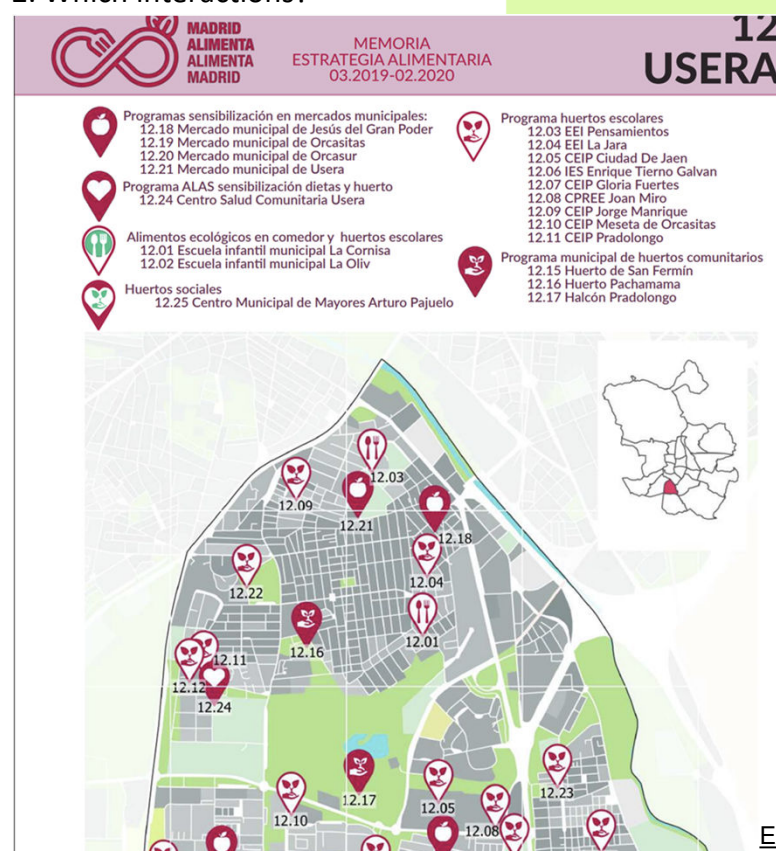 2. Which interactions?
MADRID
ALIMENTA
ALIMENTA
MADRID
MEMORIA
ESTRATEGIA ALIMENTARIA
03.2019-02.2020
12
USERA
Programas sensibilización en mercados municipales:
12.18 Mercado municipal de Jesús del Gran Poder
12.19 Mercado municipal de Orcasitas
12.20 Mercado municipal de Orcasur
12.21 Mercado municipal de Usera
Programa ALAS sensibilización dietas y huerto
12.24 Centro Salud Comunitaria Usera
Alimentos ecológicos en comedor y huertos escolares
12.01 Escuela infantil municipal La Cornisa
12.02 Escuela infantil municipal La Oliv
Huertos sociales
12.25 Centro Municipal de Mayores Arturo Pajuelo
Programa huertos escolares
12.03 EEI Pensamientos
12.04 EEI La Jara
12.05 CEIP Ciudad De Jaen
12.06 IES Enrique Tierno Galvan
12.07 CEIP Gloria Fuertes
12.08 CPREE Joan Miro
12.09 CEIP Jorge Manrique
12.10 CEIP Meseta de Orcasitas
12.11 CEIP Pradolongo
Programa municipal de huertos comunitarios
12.15 Huerto de San Fermín
12.16 Huerto Pachamama
12.17 Halcón Pradolongo
12.03
12.09
12.21
12.18
12.04
12.22
12.01
12.16
12.11
12.12
12.24
12.23
12.17
12.05
12.10
12.08
E